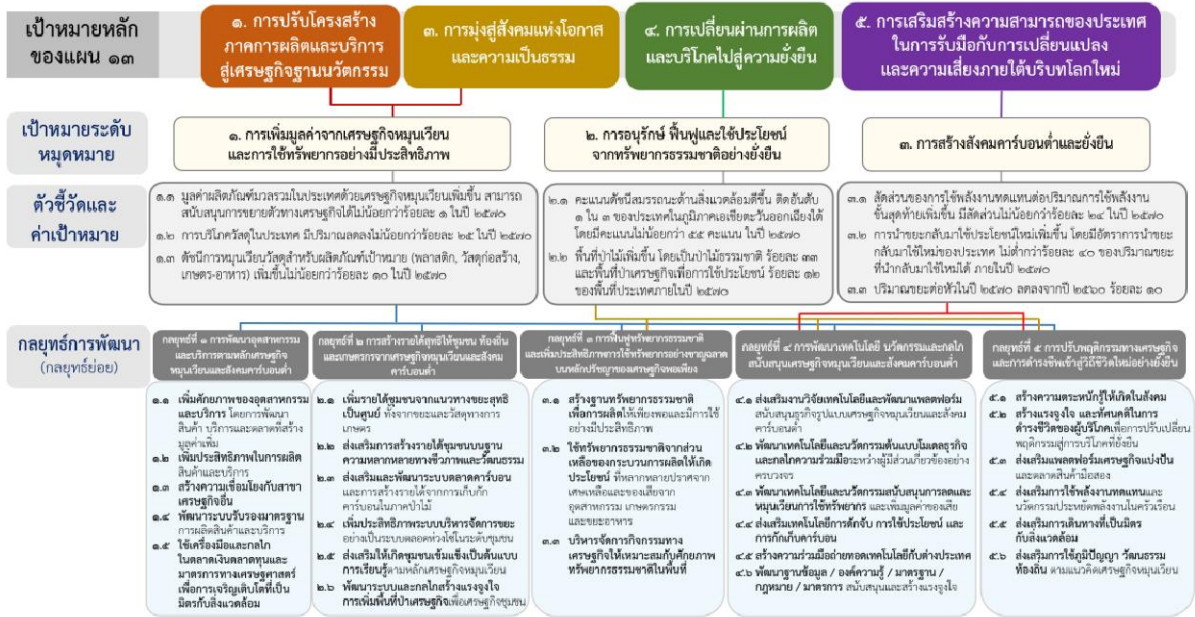 เป้าหมายหลัก
ของแผน ๑๓
๑. การปรับโครงสร้าง
ภาคการผลิตและบริการ
สู่เศรษฐกิจฐานนวัตกรรม
๓. การมุ่งสู่สังคมแห่งโอกาส
และความเป็นธรรม
๔. การเปลี่ยนผ่านการผลิต
และบริโภคไปสู่ความยั่งยืน
๕. การเสริมสร้างความสามารถของประเทศ
ในการรับมือกับการเปลี่ยนแปลง
และความเสี่ยงภายใต้บริบทโลกใหม่
เป้าหมายระดับ
หมุดหมาย
๑. การเพิ่มมูลค่าจากเศรษฐกิจหมุนเวียน
และการใช้ทรัพยากรอย่างมีประสิทธิภาพ
๒. การอนุรักษ์ ฟื้นฟูและใช้ประโยชน์
จากทรัพยากรธรรมชาติอย่างยั่งยืน
๓. การสร้างสังคมคาร์บอนต่ำและยั่งยืน
ตัวชี้วัดและ
ค่าเป้าหมาย
๑.๑ มูลค่าผลิตภัณฑ์มวลรวมในประเทศด้วยเศรษฐกิจหมุนเวียนเพิ่มขึ้น สามารถ
สนับสนุนการขยายตัวทางเศรษฐกิจได้ไม่น้อยกว่าร้อยละ ๑ ในปี ๒๕๗๐
๑.๒ การบริโภควัสดุในประเทศ มีปริมาณลดลงไม่น้อยกว่าร้อยละ ๒๕ ในปี ๒๕๗๐
๑.๓ ดัชนีการหมุนเวียนวัสดุสำหรับผลิตภัณฑ์เป้าหมาย (พลาสติก, วัสดุก่อสร้าง,
เกษตร-อาหาร) เพิ่มขึ้นไม่น้อยกว่าร้อยละ ๑๐ ในปี ๒๕๗๐
๒.๑ คะแนนดัชนีสมรรถนะด้านสิ่งแวดล้อมดีขึ้น ติดอันดับ
๑ ใน ๓ ของประเทศในภูมิภาคเอเชียตะวันออกเฉียงใต้
โดยมีคะแนนไม่น้อยกว่า ๕๕ คะแนน ในปี ๒๕๗๐
๒.๒ พื้นที่ป่าไม้เพิ่มขึ้น โดยเป็นป่าไม้ธรรมชาติ ร้อยละ ๓๓
และพื้นที่ป่าเศรษฐกิจเพื่อการใช้ประโยชน์ ร้อยละ ๑๒
ของพื้นที่ประเทศภายในปี ๒๕๗๐
๓.๑ สัดส่วนของการใช้พลังงานทดแทนต่อปริมาณการใช้พลังงาน
ขั้นสุดท้ายเพิ่มขึ้น มีสัดส่วนไม่น้อยกว่าร้อยละ ๒๔ ในปี ๒๕๗๐
๓.๒ การนำขยะกลับมาใช้ประโยชน์ใหม่เพิ่มขึ้น โดยมีอัตราการนำขยะ
กลับมาใช้ใหม่ของประเทศ ไม่ต่ำกว่าร้อยละ ๔๐ ของปริมาณขยะ
ที่นำกลับมาใช้ใหม่ได้ ภายในปี ๒๕๗๐
๓.๓ ปริมาณขยะต่อหัวในปี ๒๕๗๐ ลดลงจากปี ๒๕๖๐ ร้อยละ ๑๐
กลยุทธ์การพัฒนา
(กลยุทธ์ย่อย)
กลยุทธ์ที่ ๑ การพัฒนาอุตสาหกรรม
และบริการตามหลักเศรษฐกิจ
หมุนเวียนและสังคมคาร์บอนต่ำ
๑.๑ เพิ่มศักยภาพของอุตสาหกรรม
และบริการ โดยการพัฒนา
สินค้า บริการและตลาดที่สร้าง
มูลค่าเพิ่ม
๑.๒ เพิ่มประสิทธิภาพในการผลิต
สินค้าและบริการ
๑.๓ สร้างความเชื่อมโยงกับสาขา
เศรษฐกิจอื่น
๑.๔ พัฒนาระบบรับรองมาตรฐาน
การผลิตสินค้าและบริการ
๑.๕ ใช้เครื่องมือและกลไก
ในตลาดเงินตลาดทุนและ
มาตรการทางเศรษฐศาสตร์
เพื่อการเจริญเติบโตที่เป็น
มิตรกับสิ่งแวดล้อม
กลยุทธ์ที่ ๒ การสร้างรายได้สุทธิให้ชุมชน ท้องถิ่น
และเกษตรกรจากเศรษฐกิจหมุนเวียนและสังคม
คาร์บอนต่ำ
๒.๑ เพิ่มรายได้ชุมชนจากแนวทางขยะสุทธิ
เป็นศูนย์ ทั้งจากขยะและวัสดุทางการ
เกษตร
๒.๒ ส่งเสริมการสร้างรายได้ชุมชนบนฐาน
ความหลากหลายทางชีวภาพและวัฒนธรรม
๒.๓ ส่งเสริมและพัฒนาระบบตลาดคาร์บอน
และการสร้างรายได้จากการเก็บกัก
คาร์บอนในภาคป่าไม้
๒.๔ เพิ่มประสิทธิภาพระบบบริหารจัดการขยะ
อย่างเป็นระบบตลอดห่วงโซ่ในระดับชุมชน
๒.๕ ส่งเสริมให้เกิดชุมชนเข้มแข็งเป็นต้นแบบ
การเรียนรู้ตามหลักเศรษฐกิจหมุนเวียน
๒.๖ พัฒนาระบบและกลไกสร้างแรงจูงใจ
การเพิ่มพื้นที่ป่าเศรษฐกิจเพื่อเศรษฐกิจชุมชน
กลยุทธ์ที่ ๓ การฟื้นฟูทรัพยากรธรรมชาติ
และเพิ่มประสิทธิภาพการใช้ทรัพยากรอย่างชาญฉลาด
บนหลักปรัชญาของเศรษฐกิจพอเพียง
๓.๑ สร้างฐานทรัพยากรธรรมชาติ
เพื่อการผลิตให้เพียงพอและมีการใช้
อย่างมีประสิทธิภาพ
๓.๒ ใช้ทรัพยากรธรรมชาติจากส่วน
เหลือของกระบวนการผลิตให้เกิด
ประโยชน์ ที่หลากหลายปราศจาก
เศษเหลือและของเสียจาก
อุตสาหกรรม เกษตรกรรม
และขยะอาหาร
๓.๓ บริหารจัดการกิจกรรมทาง
เศรษฐกิจให้เหมาะสมกับศักยภาพ
ทรัพยากรธรรมชาติในพื้นที่
กลยุทธ์ที่ ๔ การพัฒนาเทคโนโลยี นวัตกรรมและกลไก
สนับสนุนเศรษฐกิจหมุนเวียนและสังคมคาร์บอนต่ำ
๔.๑ ส่งเสริมงานวิจัยเทคโนโลยีและพัฒนาแพลตฟอร์ม
สนับสนุนธุรกิจรูปแบบเศรษฐกิจหมุนเวียนและสังคม
คาร์บอนต่ำ
๔.๒ พัฒนาเทคโนโลยีและนวัตกรรมต้นแบบโมเดลธุรกิจ
และกลไกความร่วมมือระหว่างผู้มีส่วนเกี่ยวข้องอย่าง
ครบวงจร
๔.๓ พัฒนาเทคโนโลยีและนวัตกรรมสนับสนุนการลดและ
หมุนเวียนการใช้ทรัพยากร และเพิ่มมูลค่าของเสีย
๔.๔ ส่งเสริมเทคโนโลยีการดักจับ การใช้ประโยชน์ และ
การกักเก็บคาร์บอน
๔.๕ สร้างความร่วมมือถ่ายทอดเทคโนโลยีกับต่างประเทศ
๔.๖ พัฒนาฐานข้อมูล / องค์ความรู้ / มาตรฐาน /
กฎหมาย / มาตรการ สนับสนุนและสร้างแรงจูงใจ
กลยุทธ์ที่ ๕ การปรับพฤติกรรมทางเศรษฐกิจ
และการดำรงชีพเข้าสู่วิถีชีวิตใหม่อย่างยั่งยืน
๕.๑ สร้างความตระหนักรู้ให้เกิดในสังคม
๕.๒ สร้างแรงจูงใจ และทัศนคติในการ
ดำรงชีวิตของผู้บริโภคเพื่อการปรับเปลี่ยน
พฤติกรรมสู่การบริโภคที่ยั่งยืน
๕.๓ ส่งเสริมแพลตฟอร์มเศรษฐกิจแบ่งปัน
และตลาดสินค้ามือสอง
๕.๔ ส่งเสริมการใช้พลังงานทดแทนและ
นวัตกรรมประหยัดพลังงานในครัวเรือน
๕.๕ ส่งเสริมการเดินทางที่เป็นมิตร
กับสิ่งแวดล้อม
๕.๖ ส่งเสริมการใช้ภูมิปัญญา วัฒนธรรม
ท้องถิ่น ตามแนวคิดเศรษฐกิจหมุนเวียน